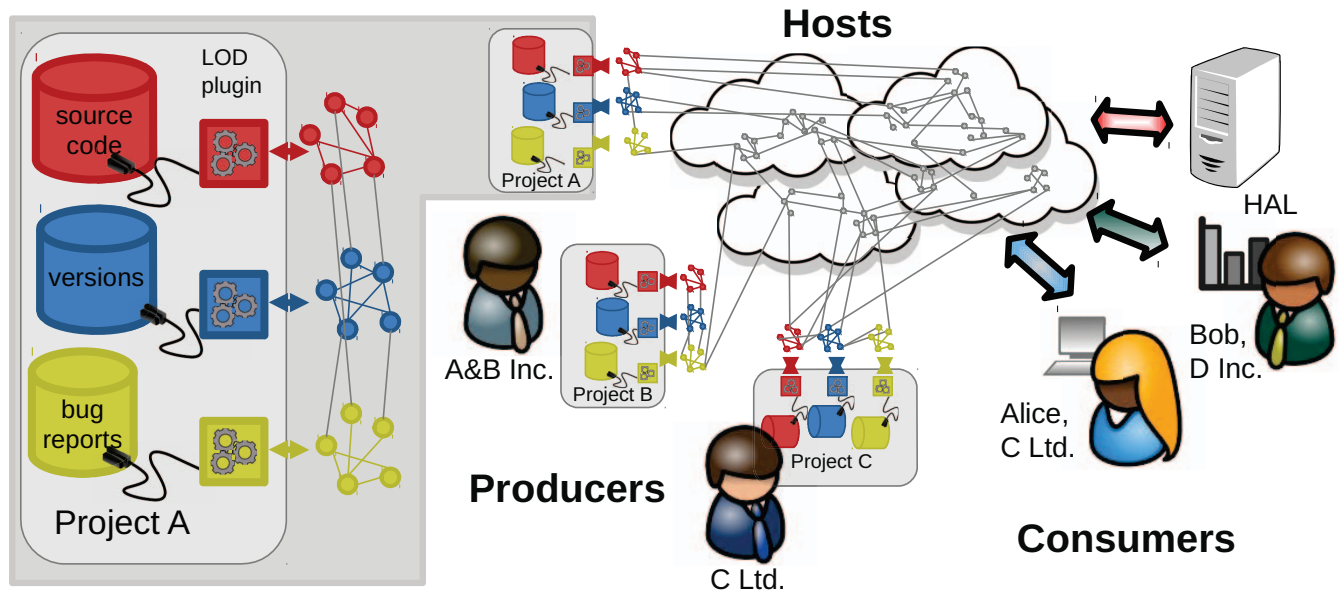 Hosts
LOD
plugin
source
code
versions
bug
reports
Project A
Project A
A&B Inc.
Project B
Project C
Producers
C Ltd.
HAL
Bob,
D Inc.
Alice,
C Ltd.
Consumers